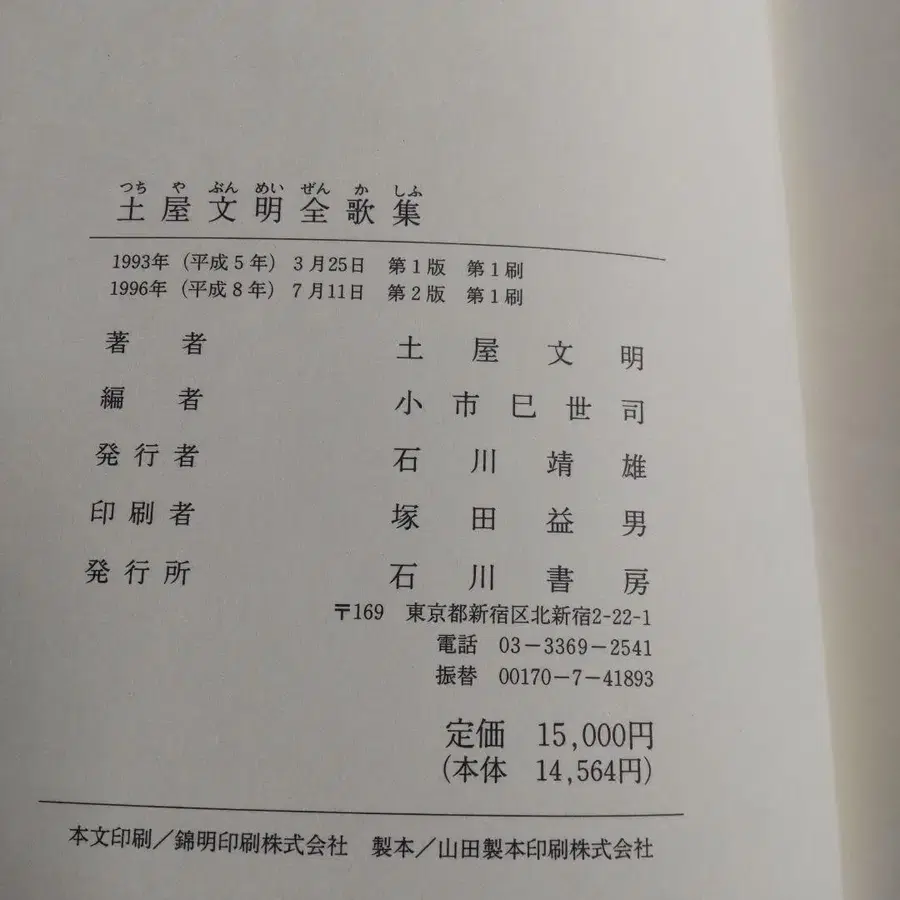 つち や ぶん めい ぜん か しふ
土屋文明全歌集
1993年（平成5年）3月25日 第1版 第1刷
1996年（平成8年）7月11日 第2版 第1刷
著者 土屋文明
編者 小市巳世司
発行者 石川靖雄
印刷者 塚田益男
発行所 石川書房
〒169 東京都新宿区北新宿2-22-1
電話 03－3369－2541
振替 00170－7－41893
定価 15,000円
（本体 14,564円）
本文印刷／錦明印刷株式会社 製本／山田製本印刷株式会社